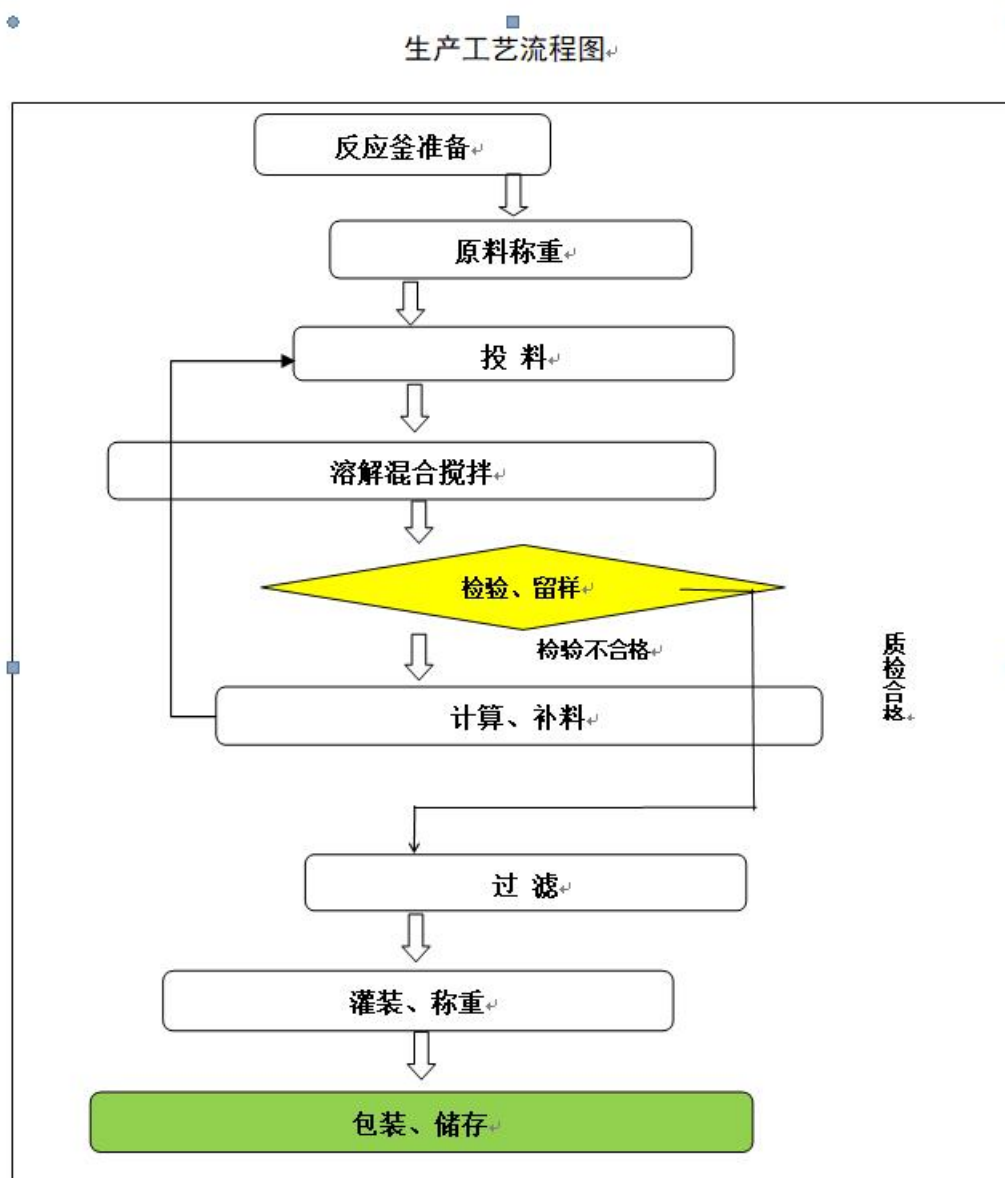 生产工艺流程图
反应釜准备
原料称重
投 料
溶解混合搅拌
检验、留样
检验不合格
质检合格
计算、补料
过 滤
灌装、称重
包装、储存